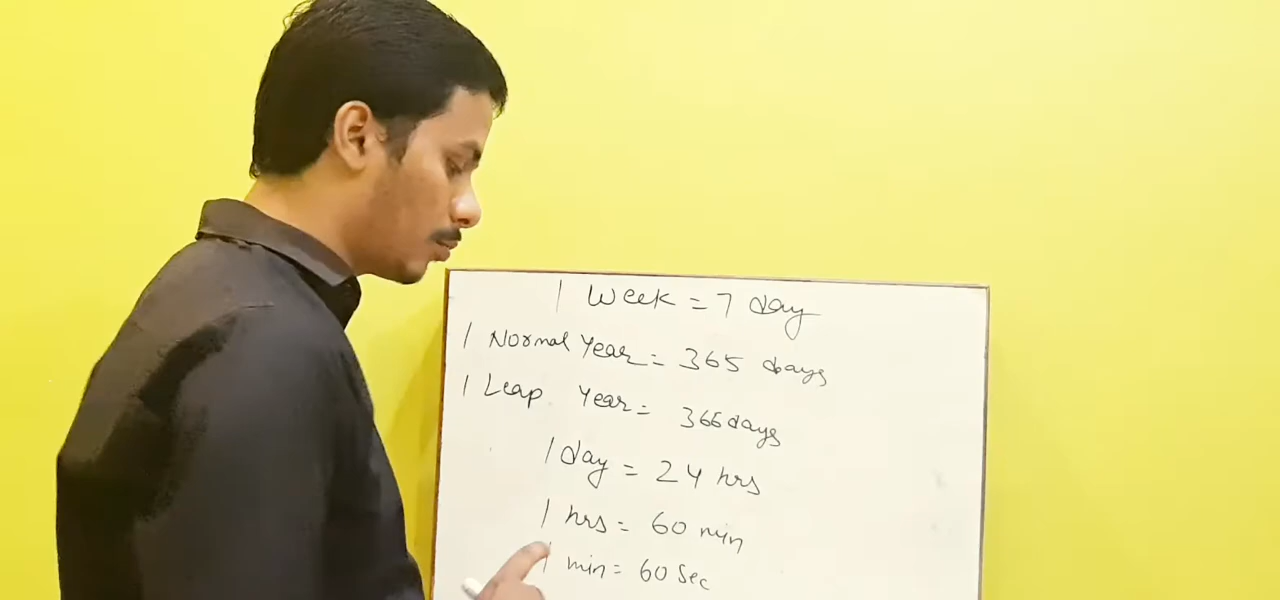 1 Week = 7 day
1 Normal Year = 365 days
1 Leap Year = 366 days
1 day = 24 hrs
1 hrs = 60 min
1 min = 60 Sec